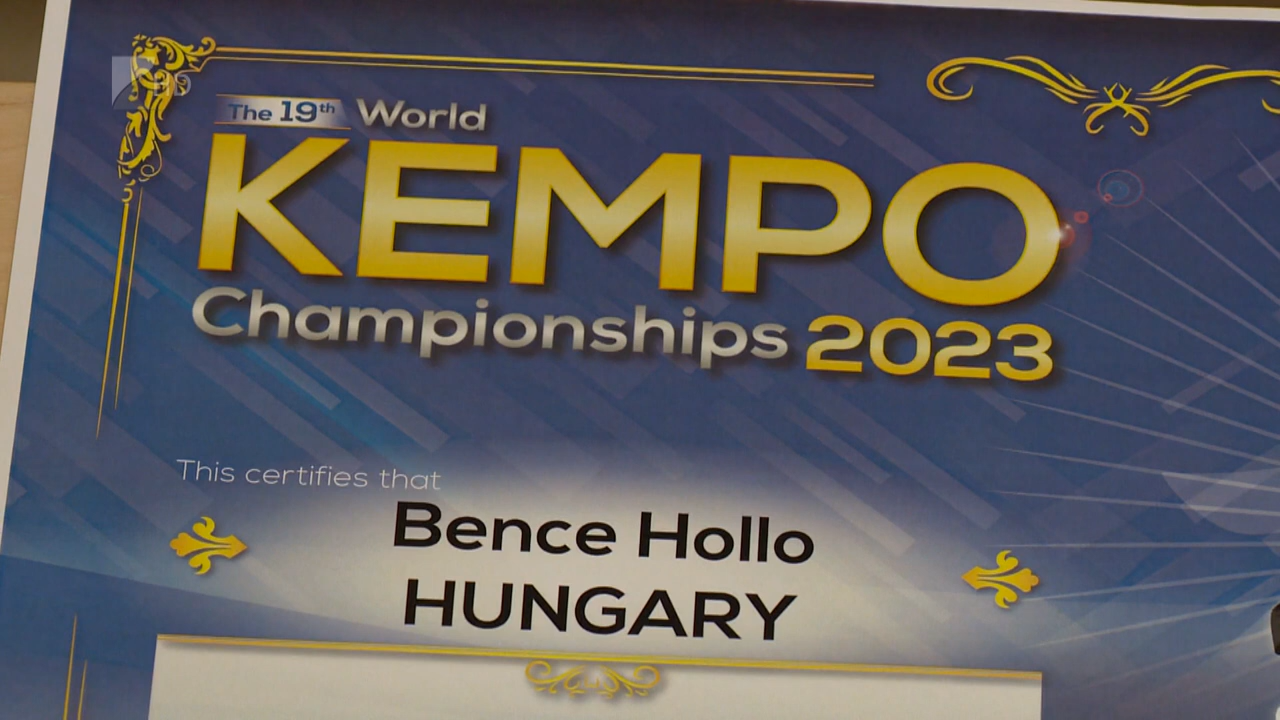 The 19th World
KEMPO
Championships 2023
This certifies that
Bence Hollo
HUNGARY